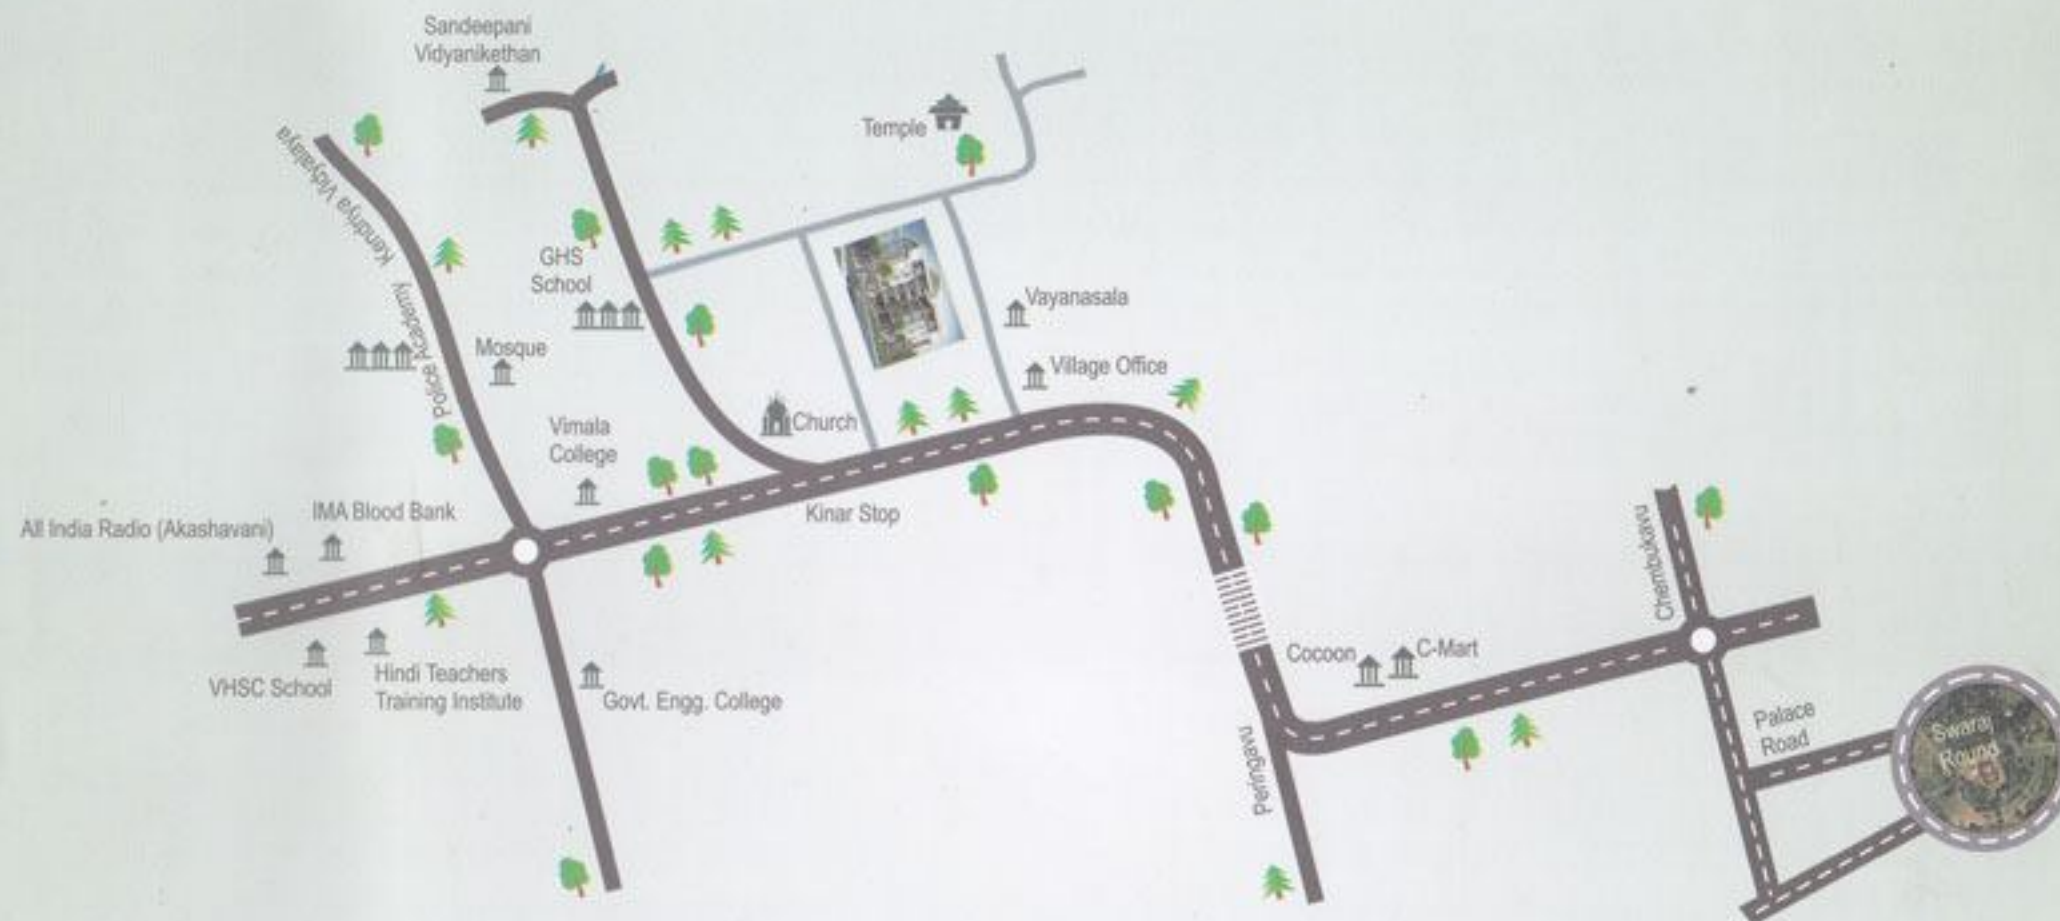 Sandeepani
Vidyanikethan
Temple
Kendriya Vidyalaya
GHS
School
Police Academy
Mosque
Vayanasala
Village Office
Vimala
College
Church
All India Radio (Akashavani)
IMA Blood Bank
Kinar Stop
Chembukavu
VHSC School
Hindi Teachers
Training Institute
Govt. Engg. College
Cocoon
C-Mart
Peringavu
Palace
Road
Swaraj
Round